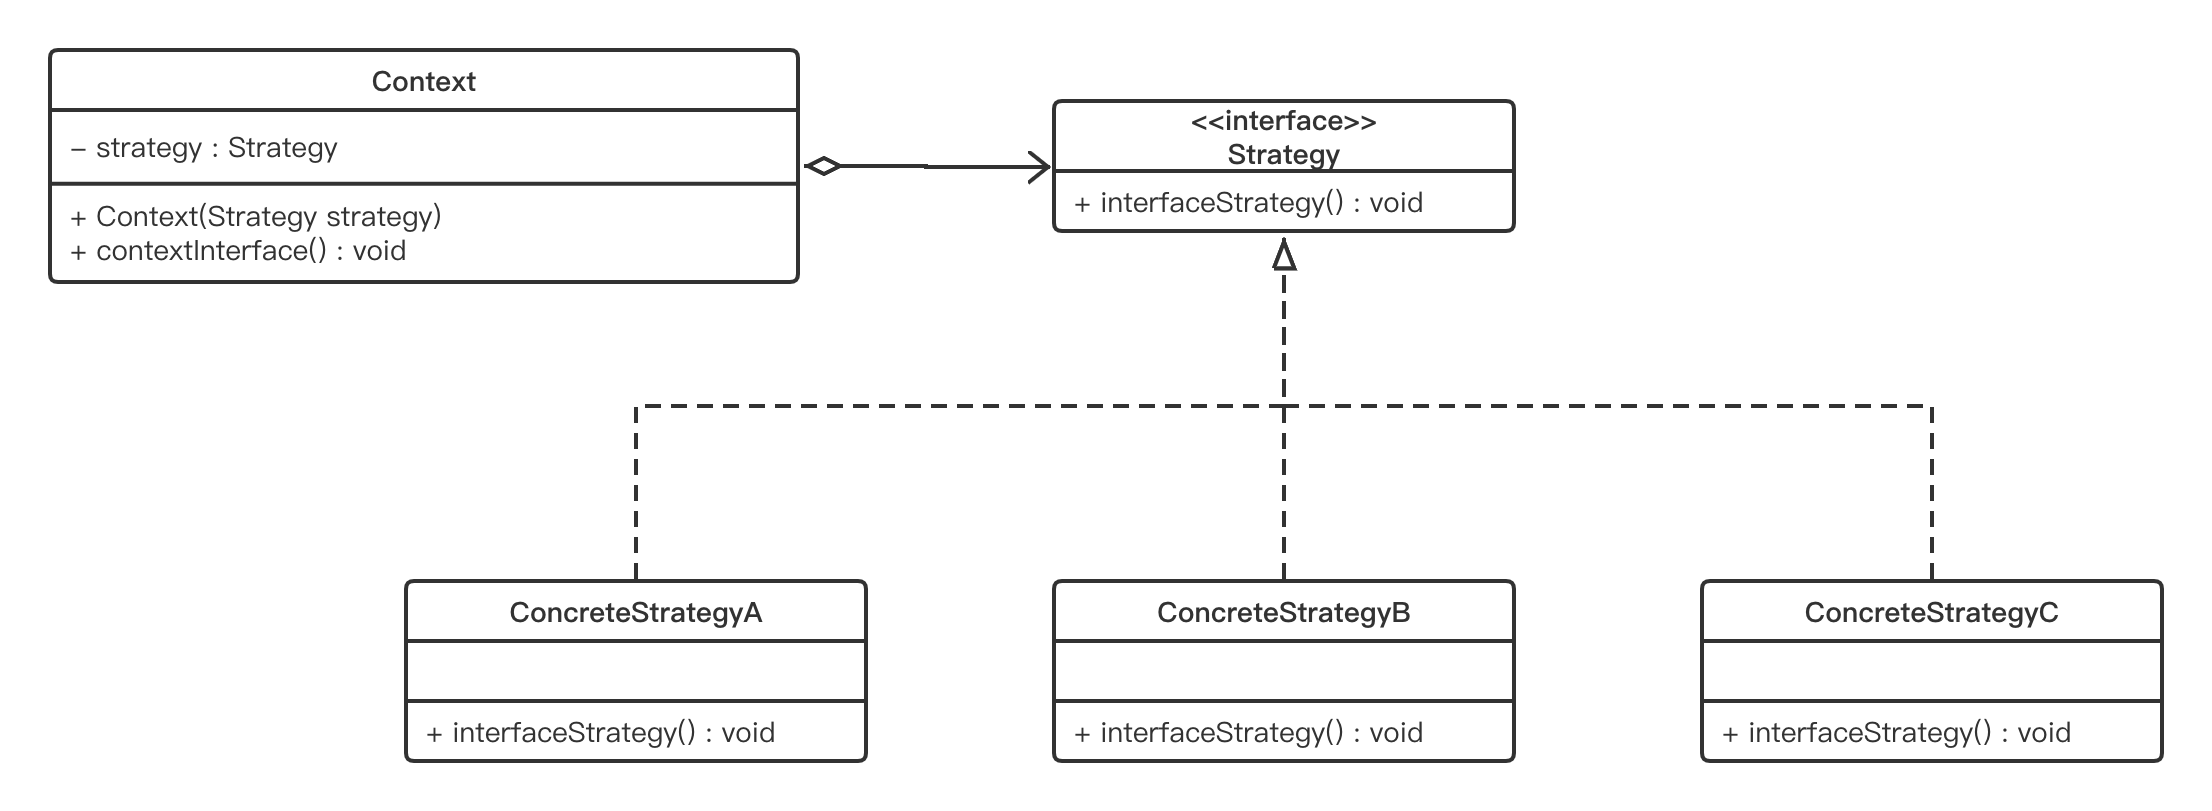 Context
– strategy : Strategy
+ Context(Strategy strategy)
+ contextInterface() : void
<<interface>>
Strategy
+ interfaceStrategy() : void
ConcreteStrategyA
+ interfaceStrategy() : void
ConcreteStrategyB
+ interfaceStrategy() : void
ConcreteStrategyC
+ interfaceStrategy() : void